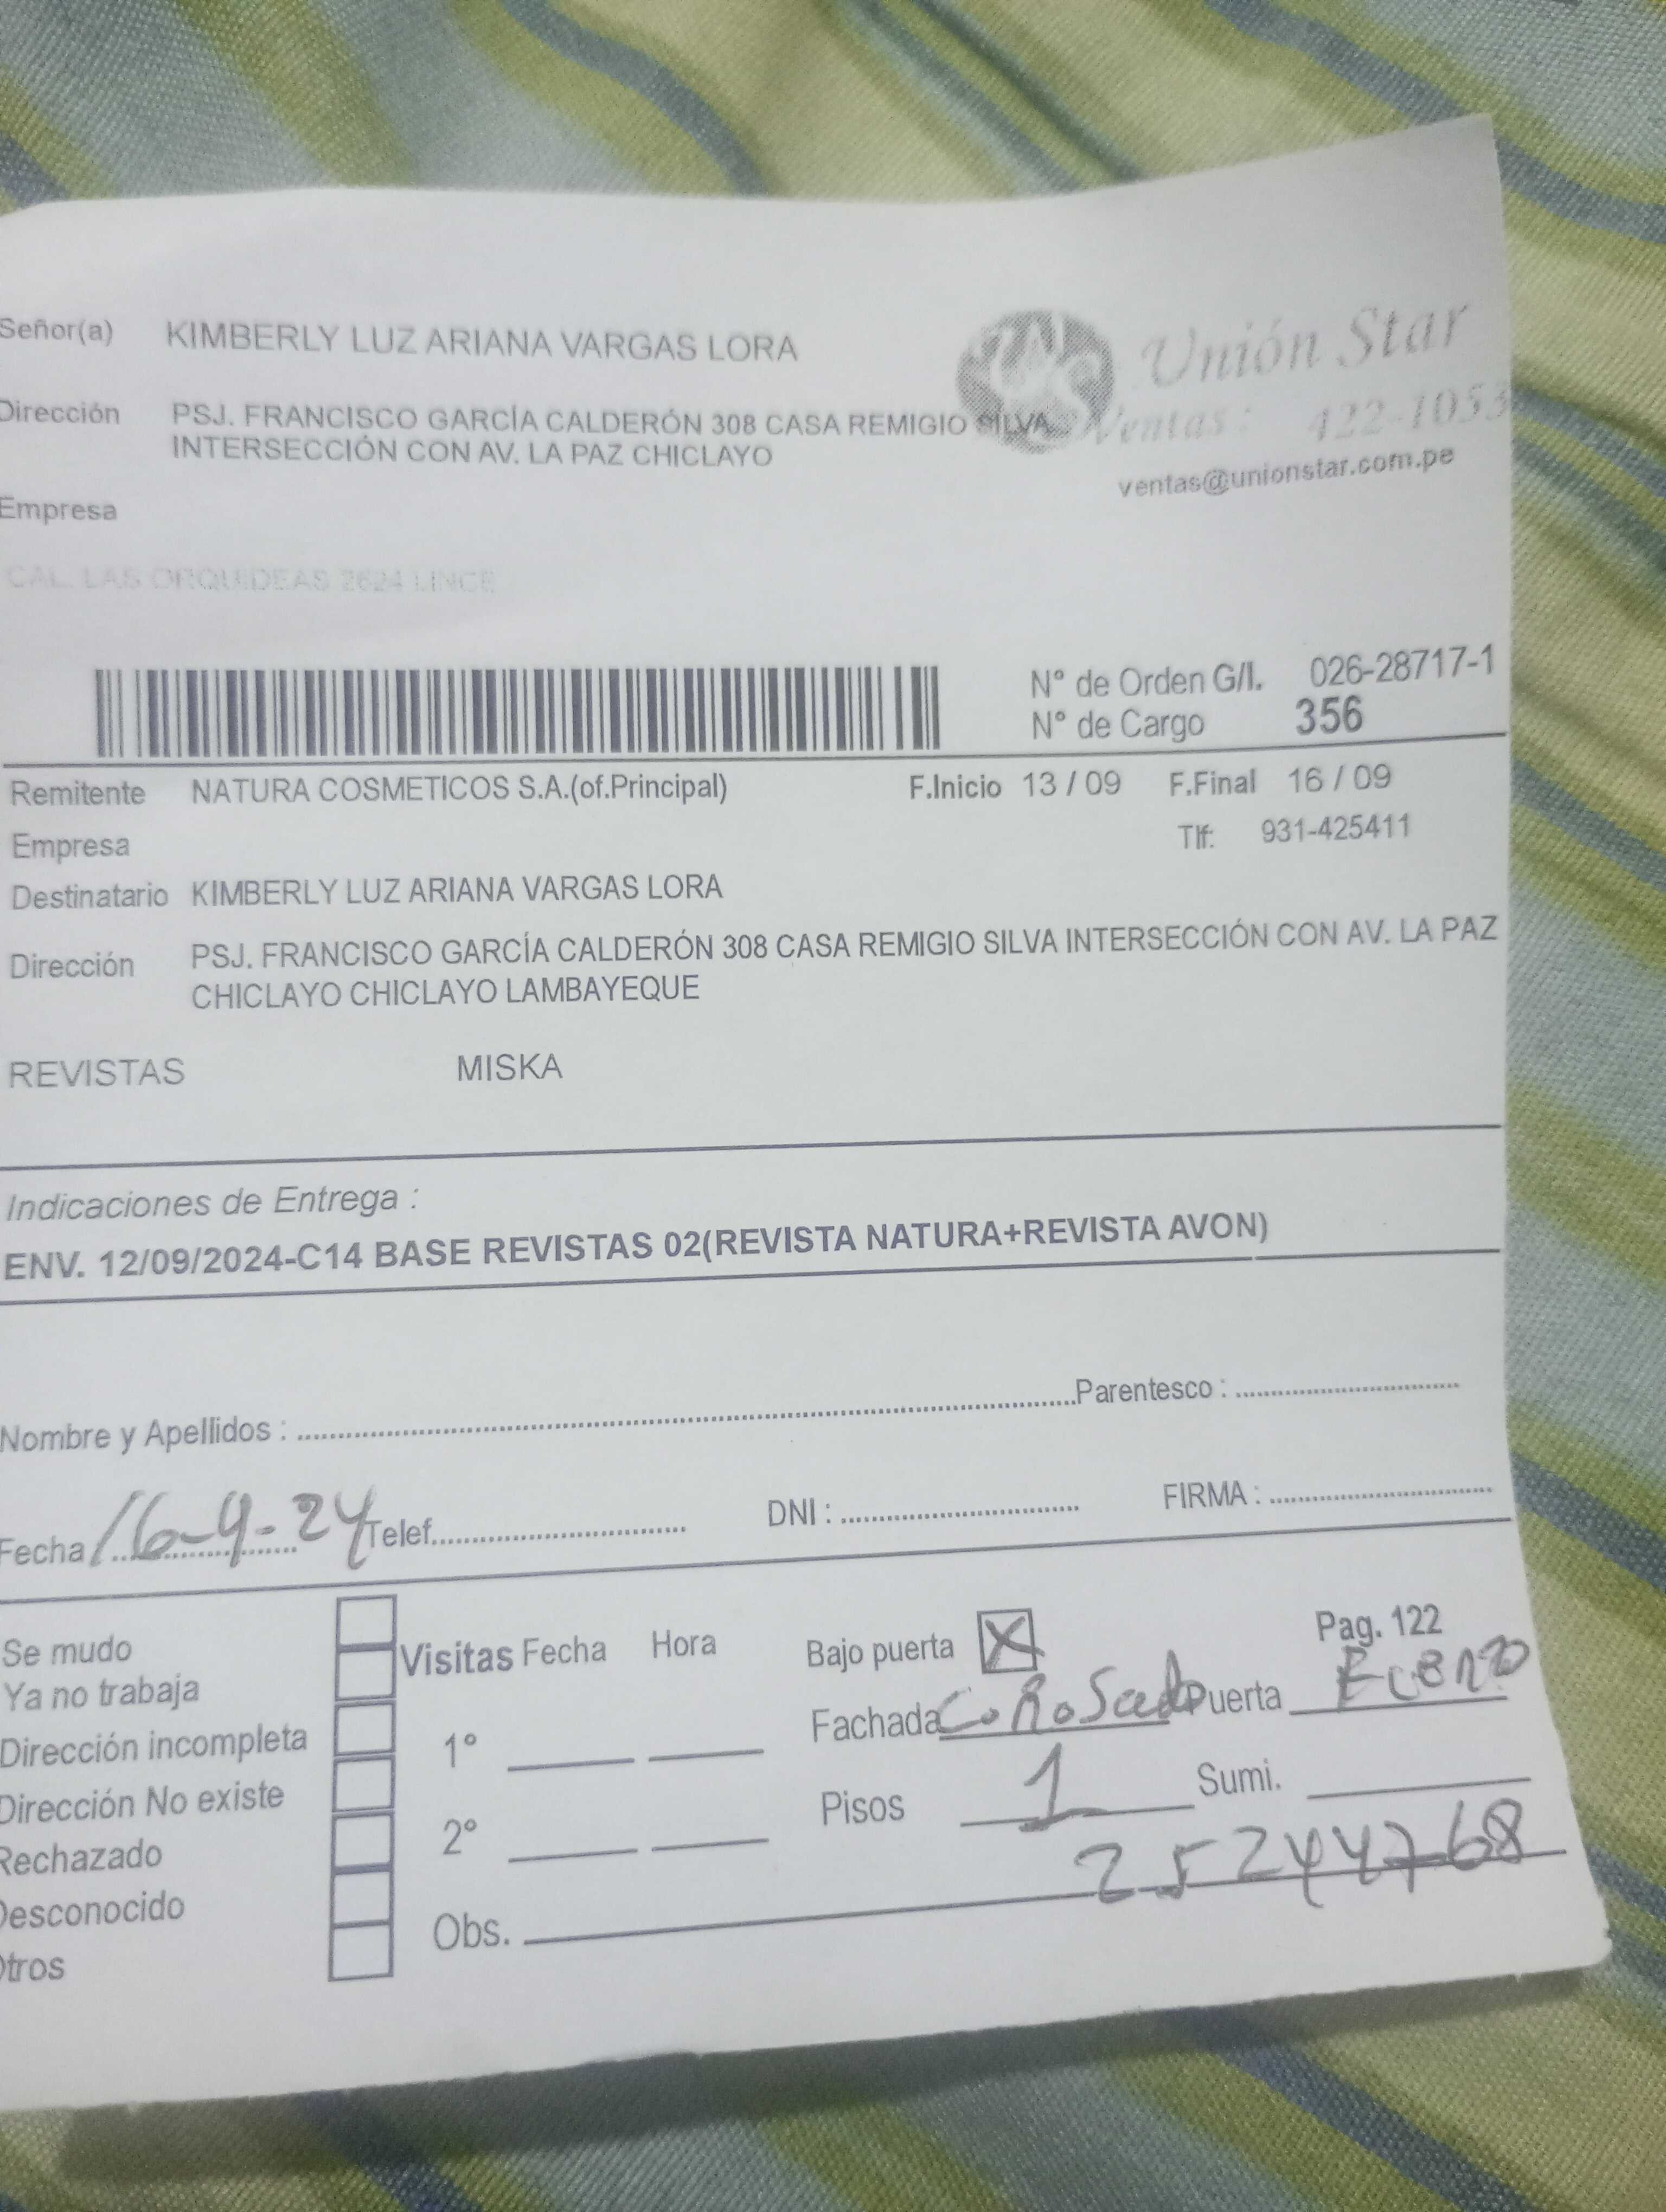 Señor(a) KIMBERLY LUZ ARIANA VARGAS LORA
Unión Star
Dirección PSJ. FRANCISCO GARCÍA CALDERÓN 308 CASA REMIGIO SILVA
INTERSECCIÓN CON AV. LA PAZ CHICLAYO
Ventas: 422-1053
ventas@unionstar.com.pe
Empresa
CAL. LAS ORQUIDEAS 2624 LINCE
N° de Orden G/I. 026-28717-1
N° de Cargo 356
Remitente NATURA COSMETICOS S.A.(of.Principal) F.Inicio 13 / 09 F.Final 16 / 09
Empresa Tlf: 931-425411
Destinatario KIMBERLY LUZ ARIANA VARGAS LORA
Dirección PSJ. FRANCISCO GARCÍA CALDERÓN 308 CASA REMIGIO SILVA INTERSECCIÓN CON AV. LA PAZ
CHICLAYO CHICLAYO LAMBAYEQUE
REVISTAS MISKA
Indicaciones de Entrega :
ENV. 12/09/2024-C14 BASE REVISTAS 02(REVISTA NATURA+REVISTA AVON)
Nombre y Apellidos : Parentesco :
Fecha 16-9-24 Telef. DNI : FIRMA :
Se mudo
Ya no trabaja
Dirección incompleta
Dirección No existe
Rechazado
Desconocido
Otros
Visitas Fecha Hora
1°
2°
Obs.
Bajo puerta X Pag. 122
Fachada Puerta
Pisos 1 Sumi.
25244768